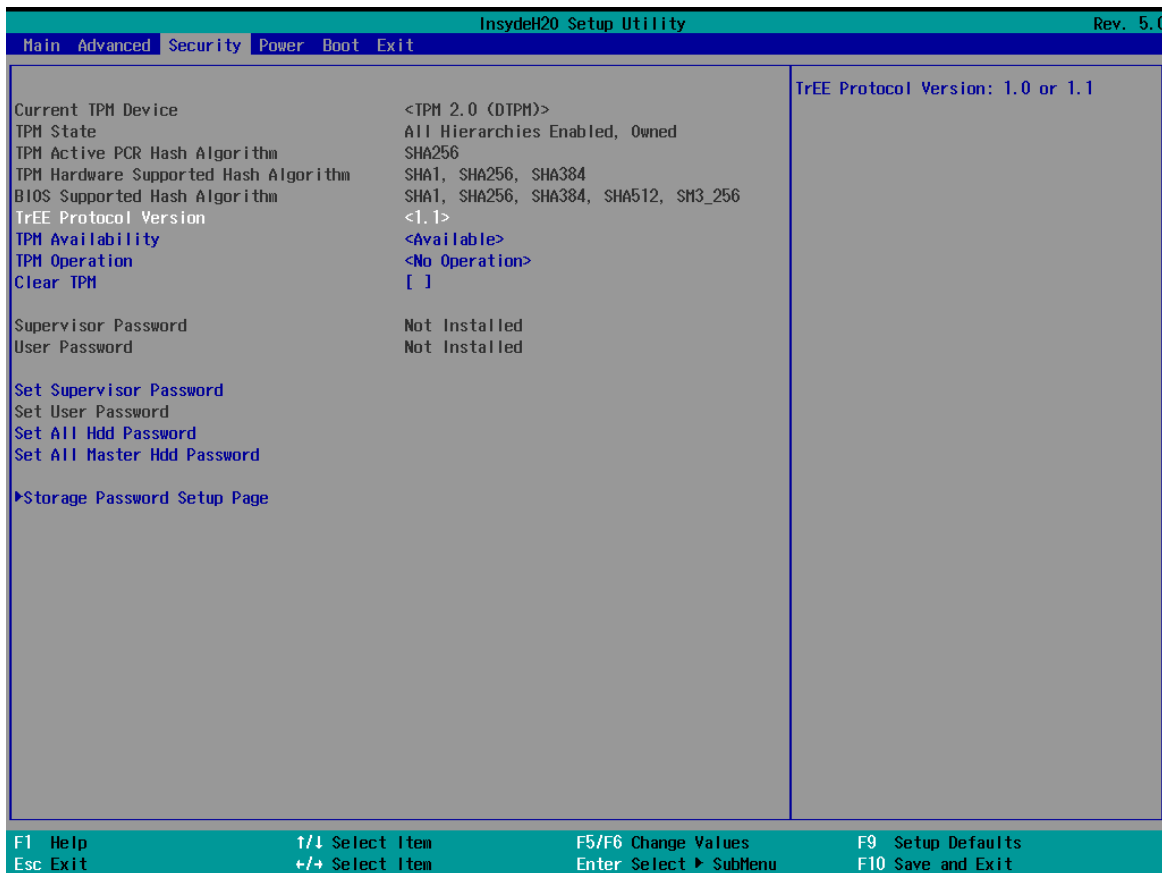 InsydeH2O Setup Utility Rev. 5.0
Main Advanced Security Power Boot Exit
TrEE Protocol Version: 1.0 or 1.1
Current TPM Device <TPM 2.0 (DTPM)>
TPM State All Hierarchies Enabled, Owned
TPM Active PCR Hash Algorithm SHA256
TPM Hardware Supported Hash Algorithm SHA1, SHA256, SHA384
BIOS Supported Hash Algorithm SHA1, SHA256, SHA384, SHA512, SM3_256
TrEE Protocol Version <1.1>
TPM Availability <Available>
TPM Operation <No Operation>
Clear TPM [ ]
Supervisor Password Not Installed
User Password Not Installed
Set Supervisor Password
Set User Password
Set All Hdd Password
Set All Master Hdd Password
▶Storage Password Setup Page
F1 Help ↑/↓ Select Item F5/F6 Change Values F9 Setup Defaults
Esc Exit ←/→ Select Item Enter Select ▶ SubMenu F10 Save and Exit